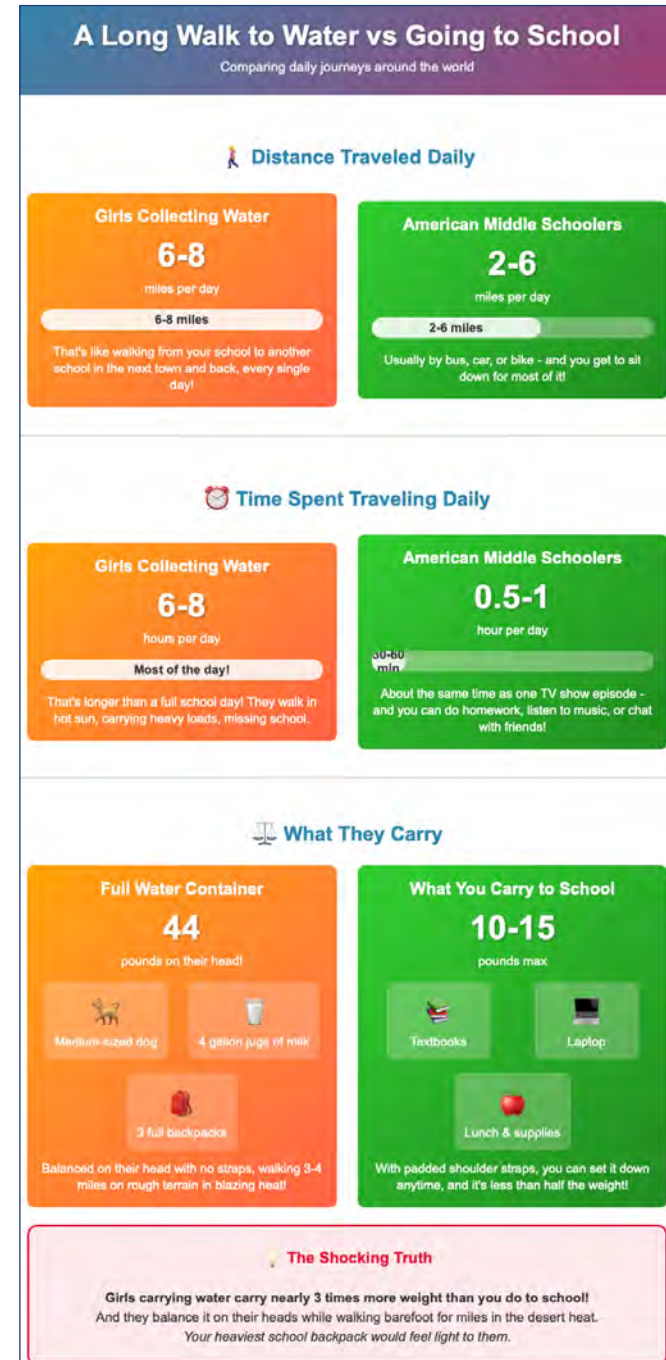 A Long Walk to Water vs Going to School
Comparing daily journeys around the world
Distance Traveled Daily
Girls Collecting Water
6-8
miles per day
6-8 miles
That's like walking from your school to another
school in the next town and back, every single
day!
American Middle Schoolers
2-6
miles per day
2-6 miles
Usually by bus, car, or bike - and you get to sit
down for most of it!
Time Spent Traveling Daily
Girls Collecting Water
6-8
hours per day
Most of the day!
That's longer than a full school day! They walk in
hot sun, carrying heavy loads, missing school.
American Middle Schoolers
0.5-1
hour per day
30-60
min
About the same time as one TV show episode -
and you can do homework, listen to music, or chat
with friends!
What They Carry
Full Water Container
44
pounds on their head!
Medium-sized dog
4 gallon jugs of milk
3 full backpacks
Balanced on their head with no straps, walking 3-4
miles on rough terrain in blazing heat!
What You Carry to School
10-15
pounds max
Textbooks
Laptop
Lunch & supplies
With padded shoulder straps, you can set it down
anytime, and it's less than half the weight!
The Shocking Truth
Girls carrying water carry nearly 3 times more weight than you do to school!
And they balance it on their heads while walking barefoot for miles in the desert heat.
Your heaviest school backpack would feel light to them.